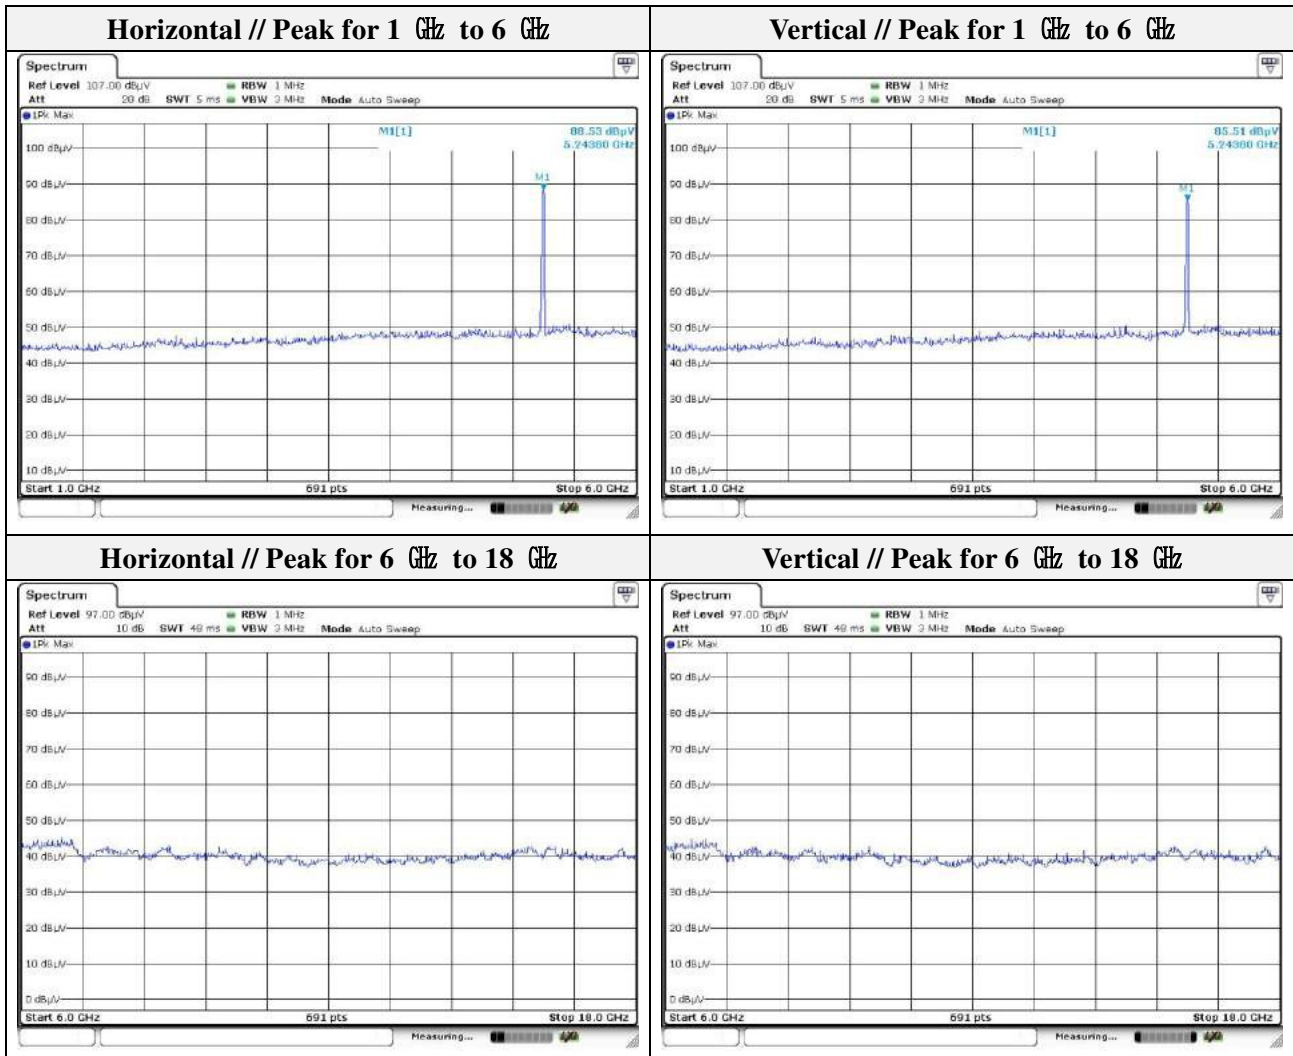 Horizontal // Peak for 1 ㎓ to 6 ㎓
Spectrum
Ref Level 107.00 dBµV RBW 1 MHz
Att 20 dB SWT 5 ms VBW 3 MHz Mode Auto Sweep
1Pk Max
M1[1] 88.53 dBµV
5.24380 GHz
M1
100 dBµV
90 dBµV
80 dBµV
70 dBµV
60 dBµV
50 dBµV
40 dBµV
30 dBµV
20 dBµV
10 dBµV
Start 1.0 GHz 691 pts Stop 6.0 GHz
Measuring...
Vertical // Peak for 1 ㎓ to 6 ㎓
Spectrum
Ref Level 107.00 dBµV RBW 1 MHz
Att 20 dB SWT 5 ms VBW 3 MHz Mode Auto Sweep
1Pk Max
M1[1] 85.51 dBµV
5.24380 GHz
M1
100 dBµV
90 dBµV
80 dBµV
70 dBµV
60 dBµV
50 dBµV
40 dBµV
30 dBµV
20 dBµV
10 dBµV
Start 1.0 GHz 691 pts Stop 6.0 GHz
Measuring...
Horizontal // Peak for 6 ㎓ to 18 ㎓
Spectrum
Ref Level 97.00 dBµV RBW 1 MHz
Att 10 dB SWT 48 ms VBW 3 MHz Mode Auto Sweep
1Pk Max
90 dBµV
80 dBµV
70 dBµV
60 dBµV
50 dBµV
40 dBµV
30 dBµV
20 dBµV
10 dBµV
0 dBµV
Start 6.0 GHz 691 pts Stop 18.0 GHz
Measuring...
Vertical // Peak for 6 ㎓ to 18 ㎓
Spectrum
Ref Level 97.00 dBµV RBW 1 MHz
Att 10 dB SWT 48 ms VBW 3 MHz Mode Auto Sweep
1Pk Max
90 dBµV
80 dBµV
70 dBµV
60 dBµV
50 dBµV
40 dBµV
30 dBµV
20 dBµV
10 dBµV
0 dBµV
Start 6.0 GHz 691 pts Stop 18.0 GHz
Measuring...